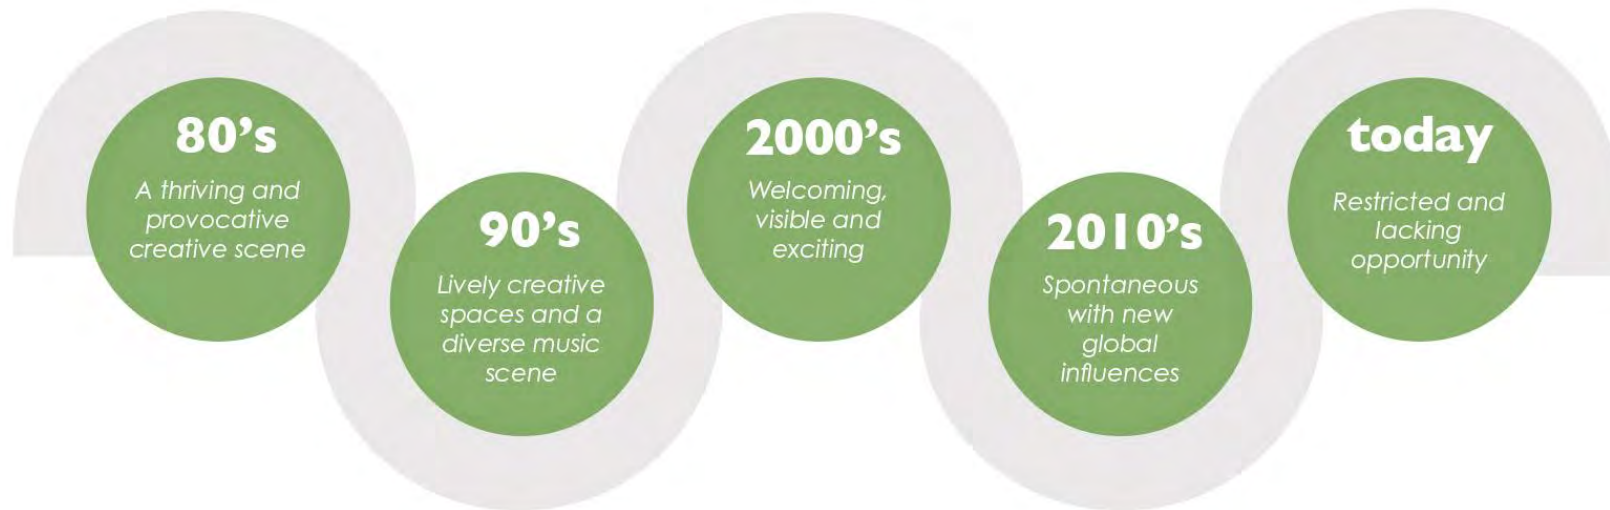 80’s
A thriving and
provocative
creative scene
90’s
Lively creative
spaces and a
diverse music
scene
2000’s
Welcoming,
visible and
exciting
2010’s
Spontaneous
with new
global
influences
today
Restricted and
lacking
opportunity